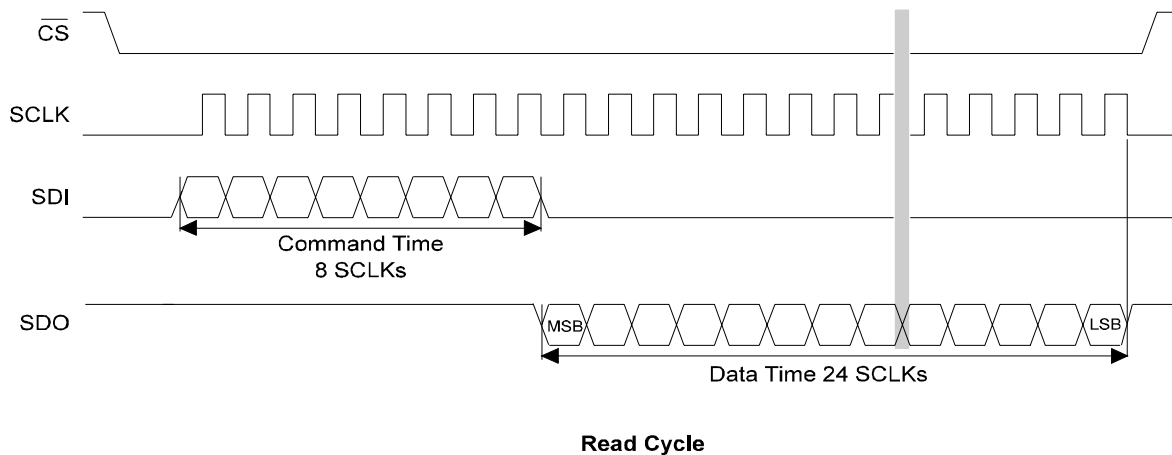 CS
SCLK
SDI
Command Time
8 SCLKs
SDO
MSB
LSB
Data Time 24 SCLKs
Read Cycle